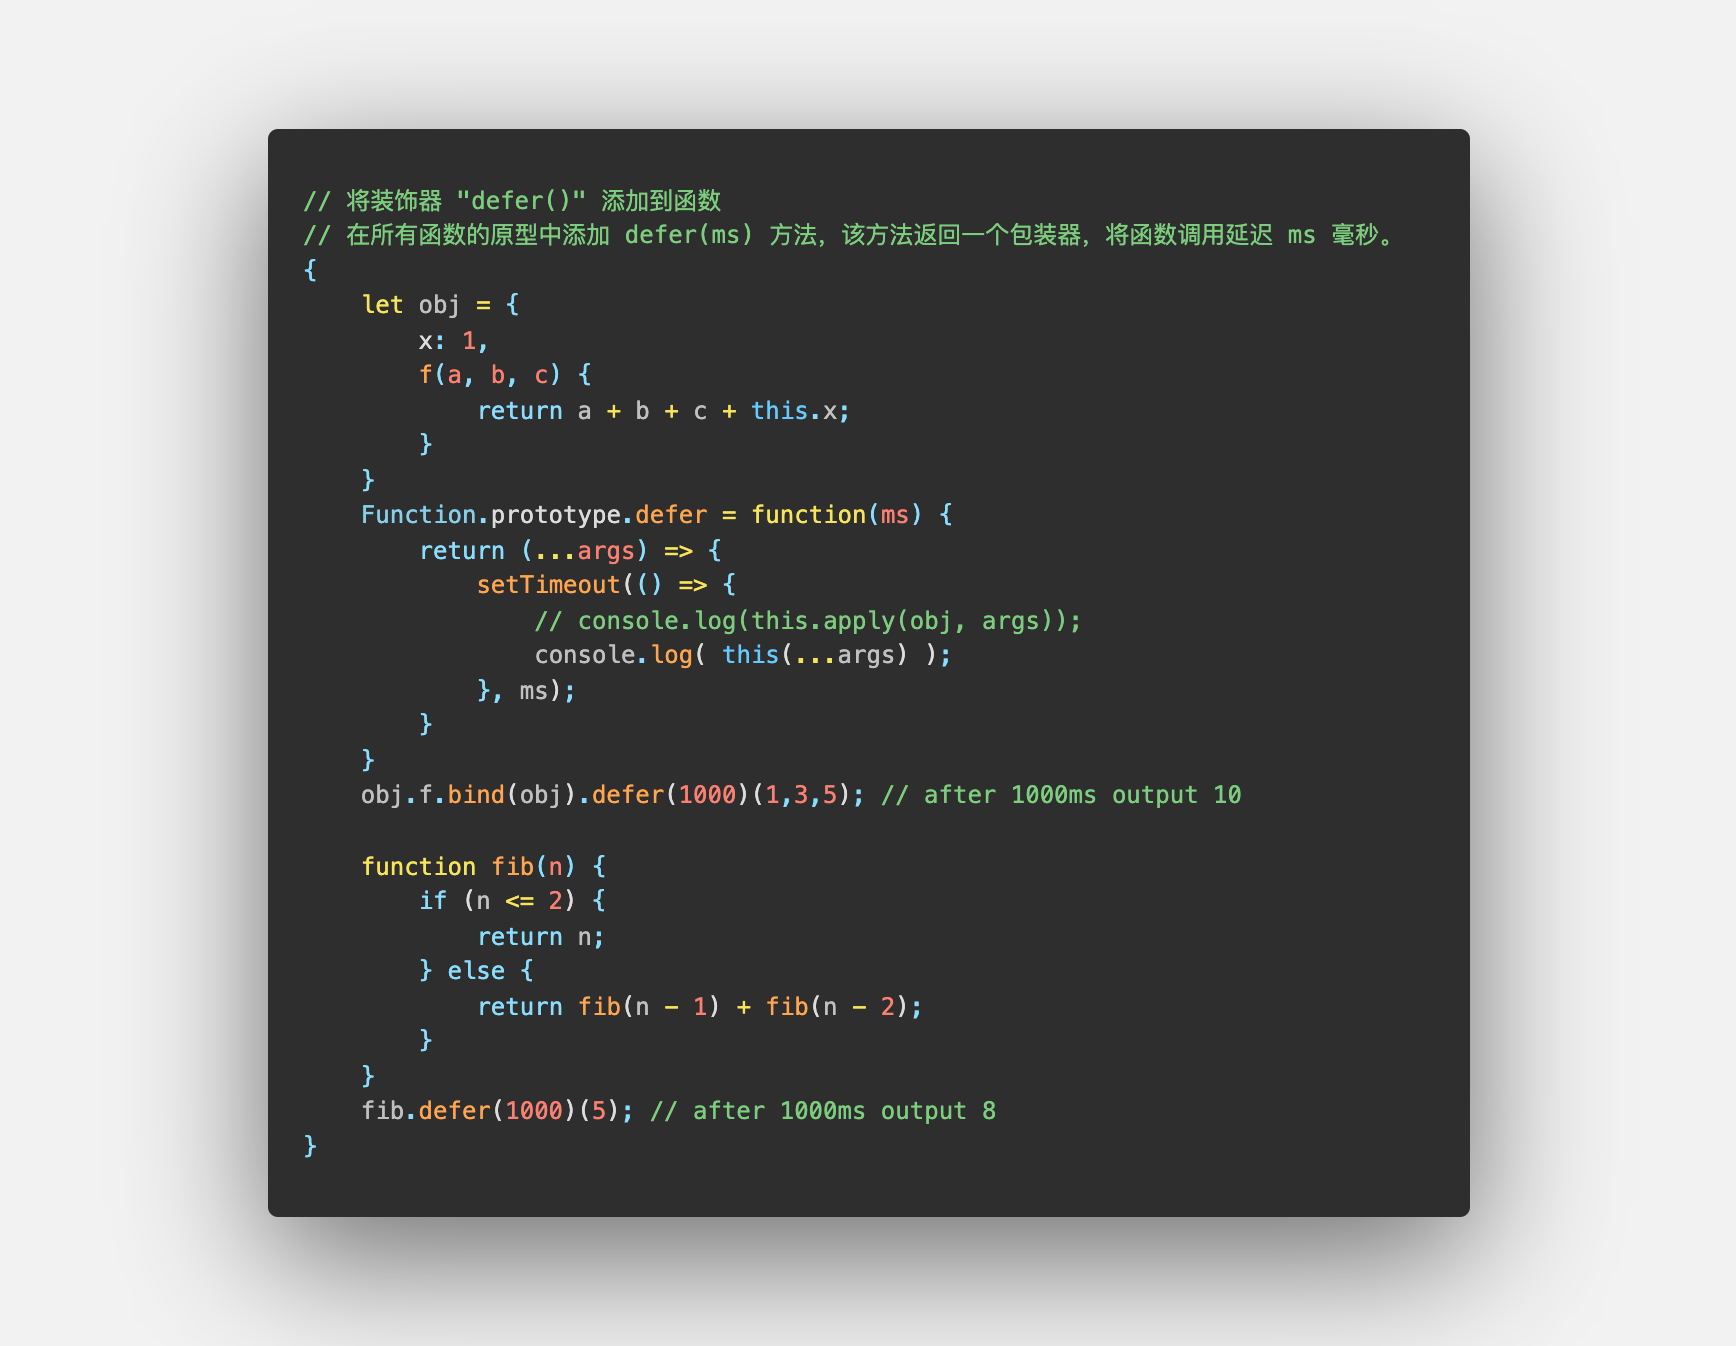 // 将装饰器 "defer()" 添加到函数
// 在所有函数的原型中添加 defer(ms) 方法，该方法返回一个包装器，将函数调用延迟 ms 毫秒。
{
    let obj = {
        x: 1,
        f(a, b, c) {
            return a + b + c + this.x;
        }
    }
    Function.prototype.defer = function(ms) {
        return (...args) => {
            setTimeout(() => {
                // console.log(this.apply(obj, args));
                console.log( this(...args) );
            }, ms);
        }
    }
    obj.f.bind(obj).defer(1000)(1,3,5); // after 1000ms output 10

    function fib(n) {
        if (n <= 2) {
            return n;
        } else {
            return fib(n - 1) + fib(n - 2);
        }
    }
    fib.defer(1000)(5); // after 1000ms output 8
}